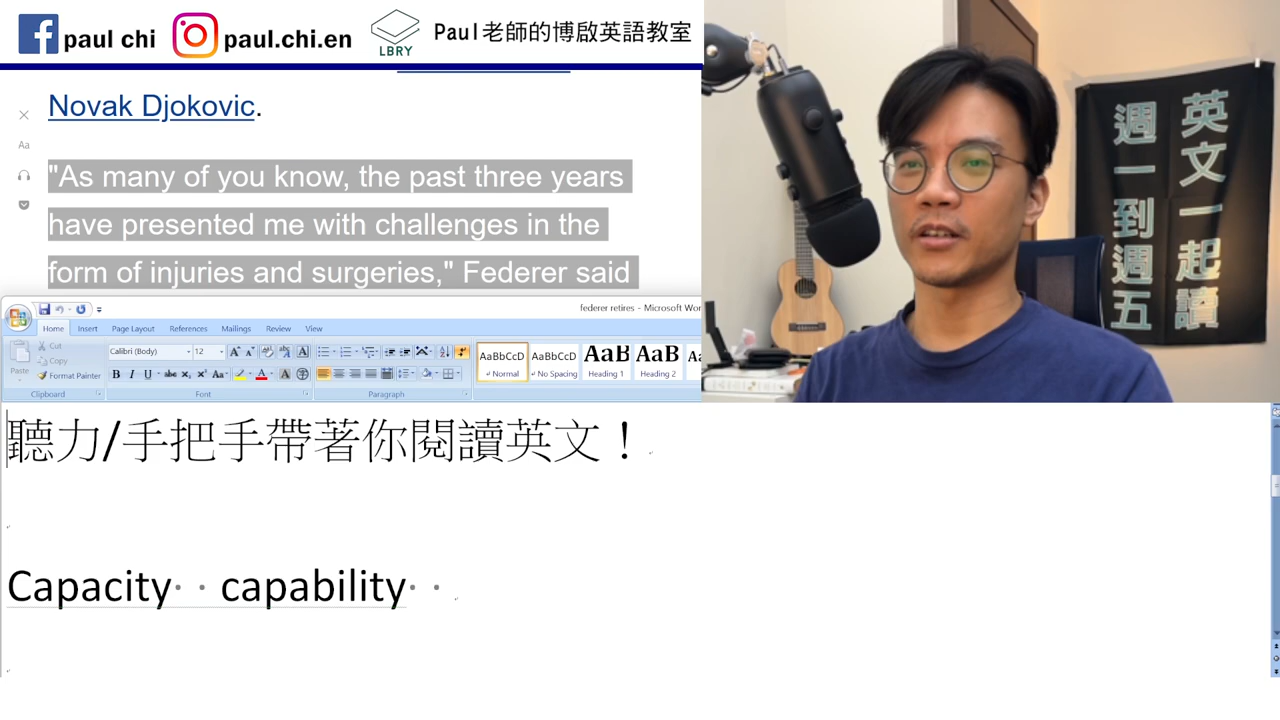 paul chi
paul.chi.en
LBRY
Paul老師的博啟英語教室
Novak Djokovic.
Aa
"As many of you know, the past three years
have presented me with challenges in the
form of injuries and surgeries," Federer said
英文一起讀
週一到週五
federer retires - Microsoft Wor
Home Insert Page Layout References Mailings Review View
Paste
Cut
Copy
Format Painter
Clipboard
Calibri (Body) 12
Font
Paragraph
AaBbCcD AaBbCcD AaB AaB Aa
Normal No Spacing Heading 1 Heading 2
聽力/手把手帶著你閱讀英文！
Capacity capability